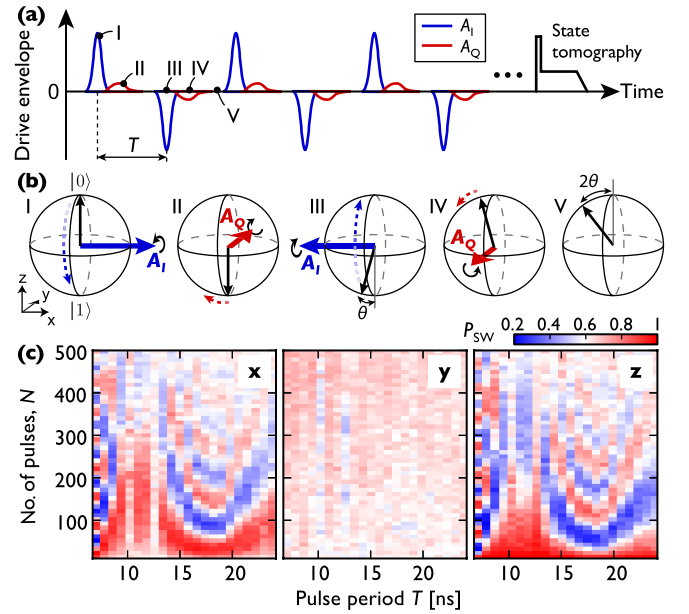 (a)
Drive envelope
0
I
II
III
IV
V
T
A_I
A_Q
State
tomography
Time
(b)
I
|0⟩
A_I
|1⟩
z
y
x
II
A_Q
III
A_I
θ
IV
A_Q
V
2θ
P_SW
0.2 0.4 0.6 0.8 1
(c)
No. of pulses, N
500
400
300
200
100
x
y
z
10 15 20
10 15 20
10 15 20
Pulse period T [ns]